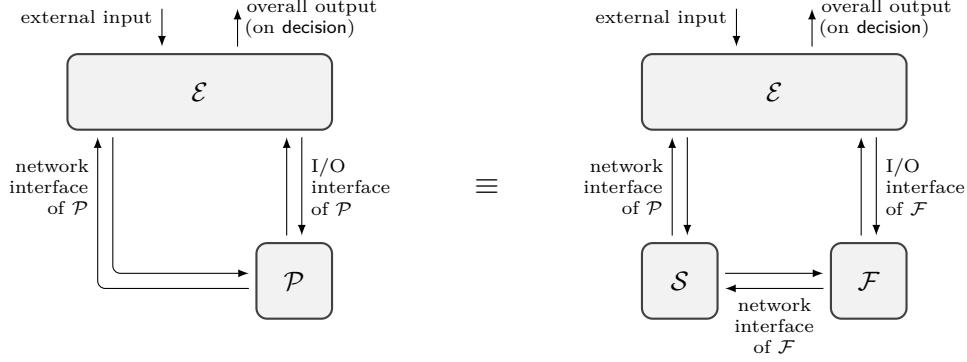 external input
overall output
(on decision)
ℰ
network
interface
of 𝒫
I/O
interface
of 𝒫
𝒫
≡
external input
overall output
(on decision)
ℰ
network
interface
of 𝒫
I/O
interface
of ℱ
𝒮
ℱ
network
interface
of ℱ